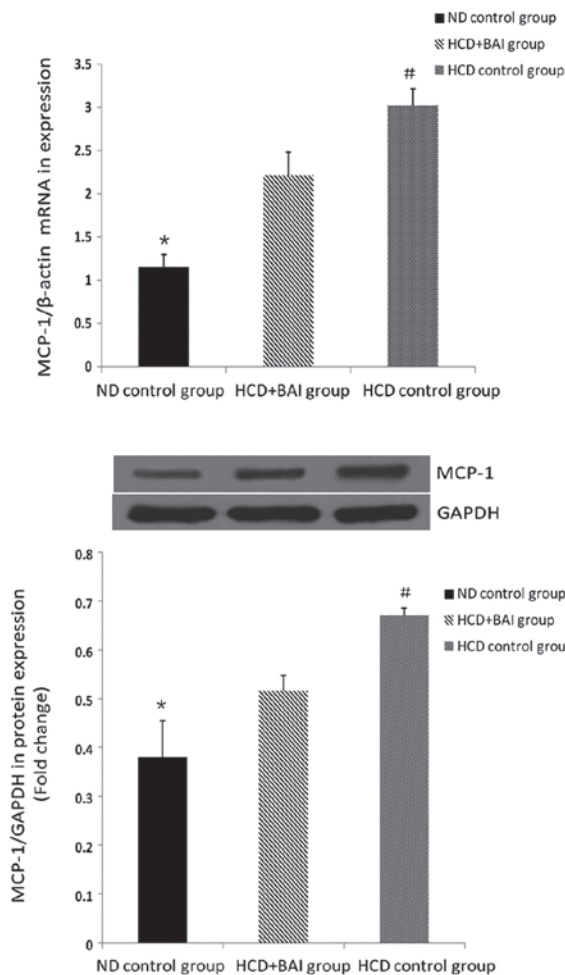 ND control group
HCD+BAI group
HCD control group
MCP-1/β-actin mRNA in expression
3.5
3
2.5
2
1.5
1
0.5
0
*
#
ND control group HCD+BAI group HCD control group
MCP-1
GAPDH
MCP-1/GAPDH in protein expression
(Fold change)
0.8
0.7
0.6
0.5
0.4
0.3
0.2
0.1
0
*
#
ND control group
HCD+BAI group
HCD control grou
ND control group HCD+BAI group HCD control group